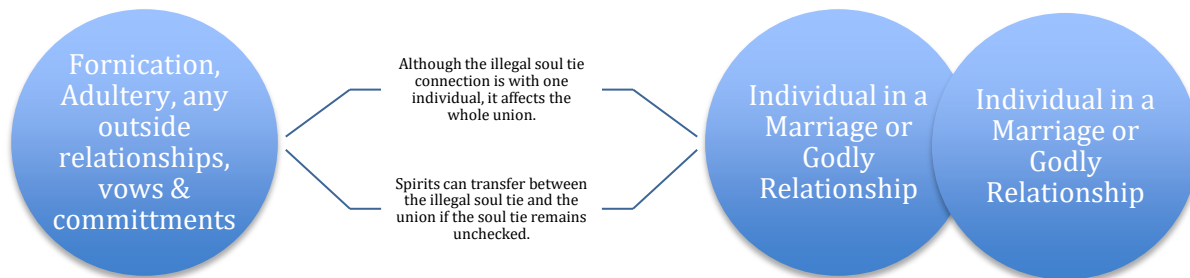 Fornication,
Adultery, any
outside
relationships,
vows &
committments
Although the illegal soul tie
connection is with one
individual, it affects the
whole union.
Spirits can transfer between
the illegal soul tie and the
union if the soul tie remains
unchecked.
Individual in a
Marriage or
Godly
Relationship
Individual in a
Marriage or
Godly
Relationship